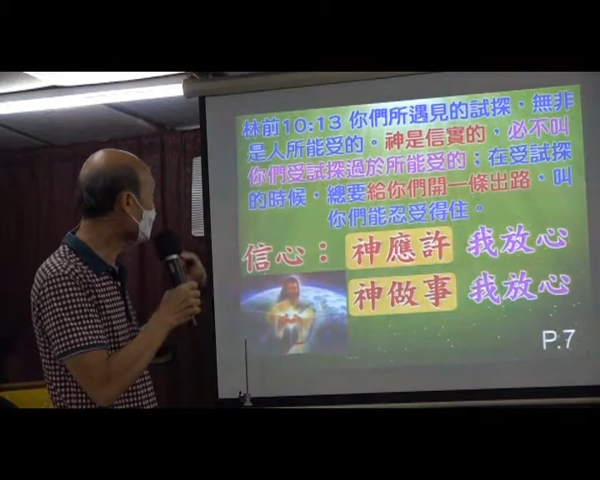 林前10:13 你們所遇見的試探，無非
是人所能受的。神是信實的，必不叫
你們受試探過於所能受的；在受試探
的時候，總要給你們開一條出路，叫
你們能忍受得住。
信心： 神應許 我放心
神做事 我放心
P.7